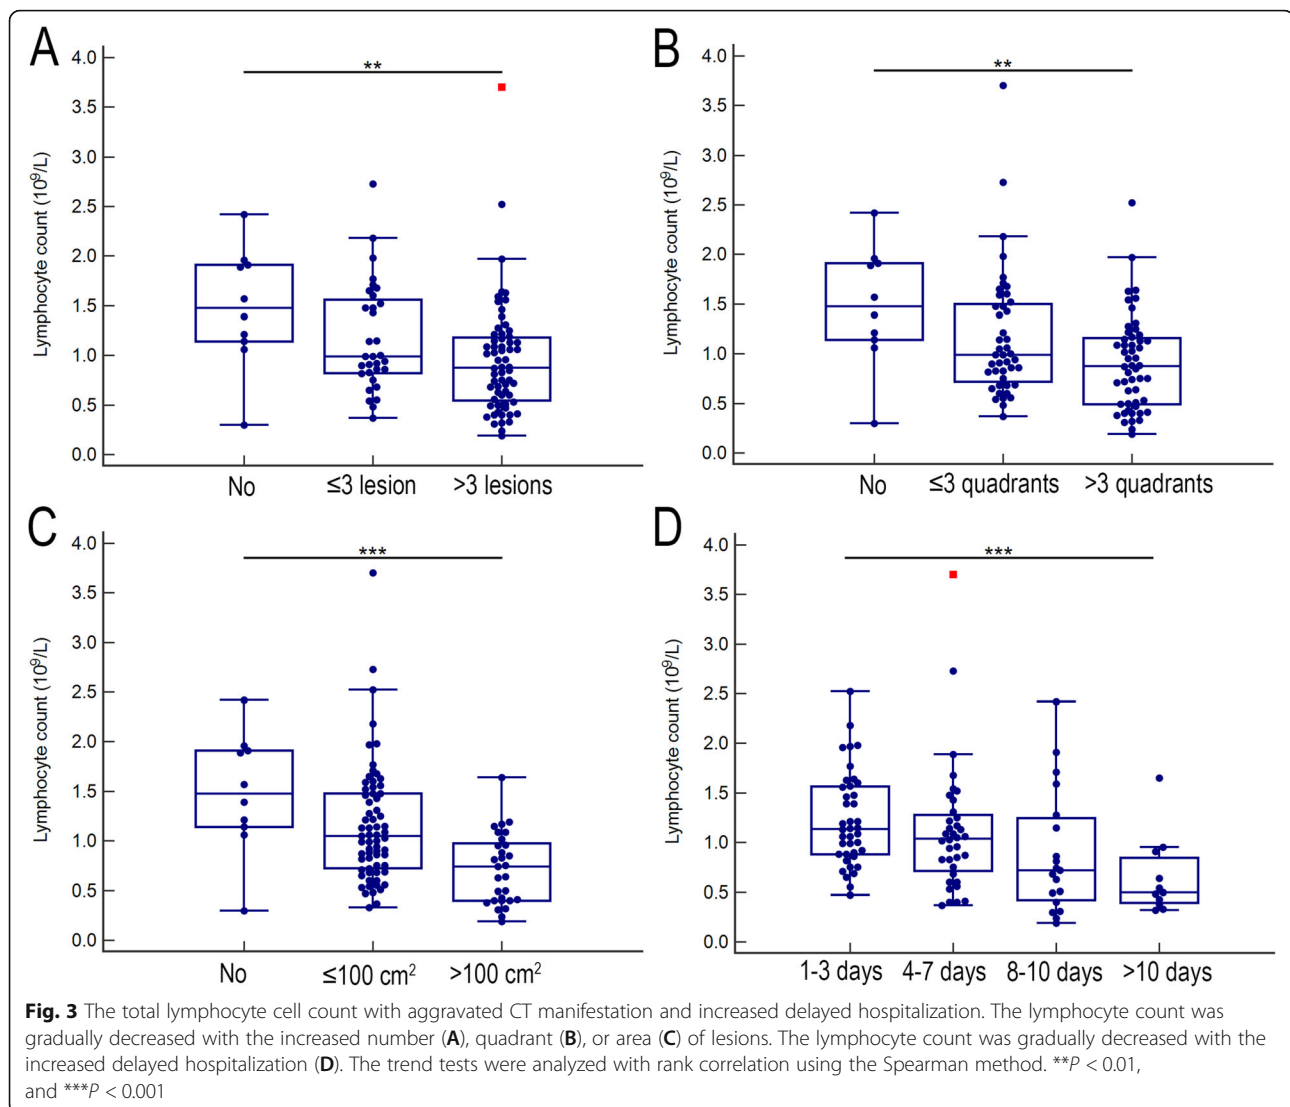 A
B
**
**
4.0
3.5
3.0
2.5
2.0
1.5
1.0
0.5
0.0
Lymphocyte count (10⁹/L)
No
≤3 lesion
>3 lesions
4.0
3.5
3.0
2.5
2.0
1.5
1.0
0.5
0.0
Lymphocyte count (10⁹/L)
No
≤3 quadrants
>3 quadrants
C
D
***
***
4.0
3.5
3.0
2.5
2.0
1.5
1.0
0.5
0.0
Lymphocyte count (10⁹/L)
No
≤100 cm²
>100 cm²
4.0
3.5
3.0
2.5
2.0
1.5
1.0
0.5
0.0
Lymphocyte count (10⁹/L)
1-3 days
4-7 days
8-10 days
>10 days
Fig. 3 The total lymphocyte cell count with aggravated CT manifestation and increased delayed hospitalization. The lymphocyte count was
gradually decreased with the increased number (A), quadrant (B), or area (C) of lesions. The lymphocyte count was gradually decreased with the
increased delayed hospitalization (D). The trend tests were analyzed with rank correlation using the Spearman method. **P < 0.01,
and ***P < 0.001